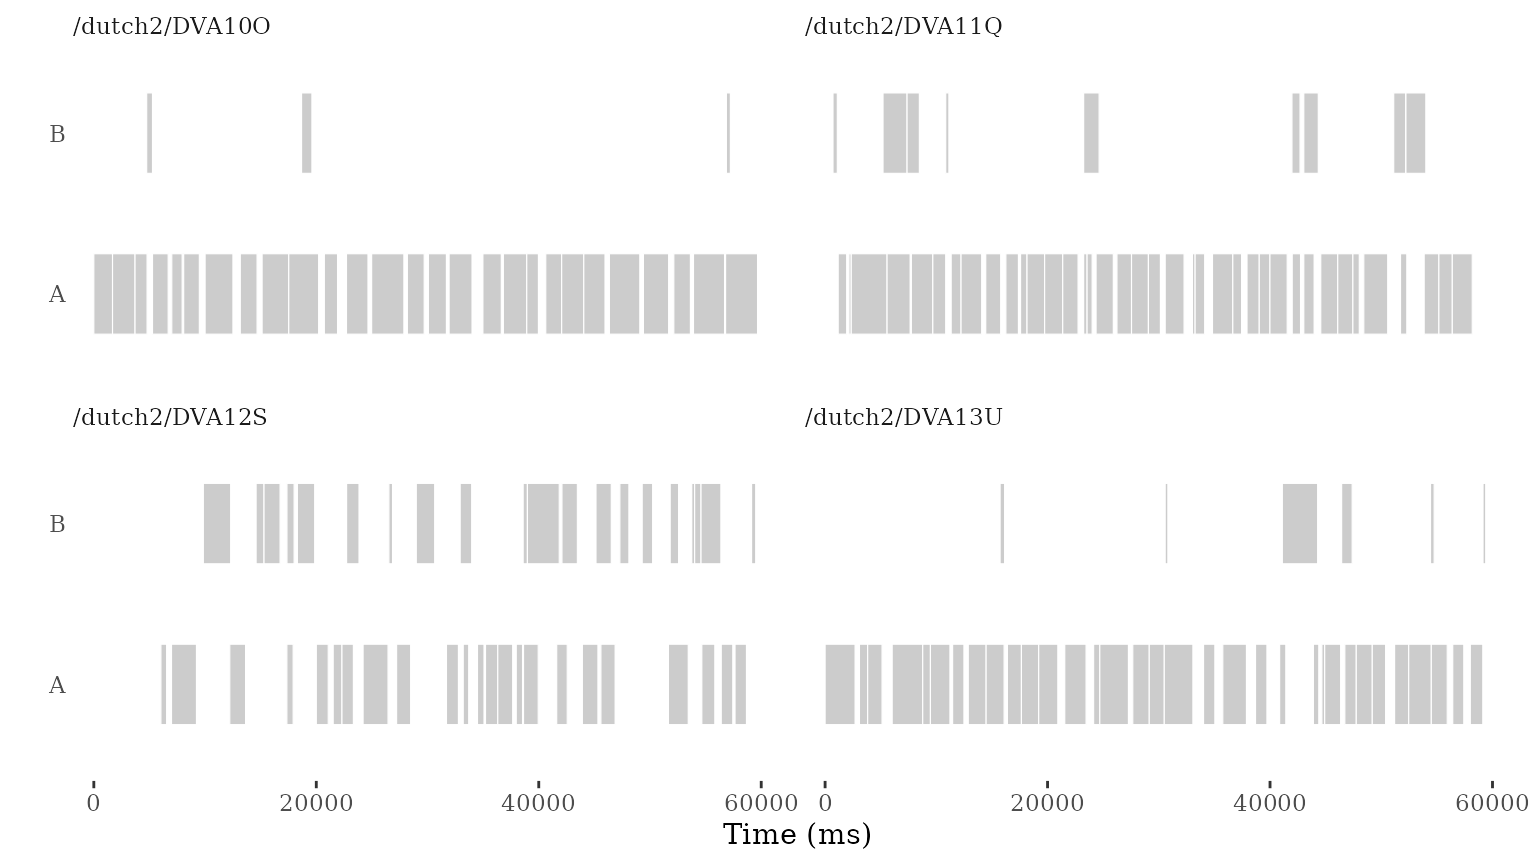 /dutch2/DVA10O /dutch2/DVA11Q
B
A
/dutch2/DVA12S /dutch2/DVA13U
B
A
0 20000 40000 60000 0 20000 40000 60000
Time (ms)